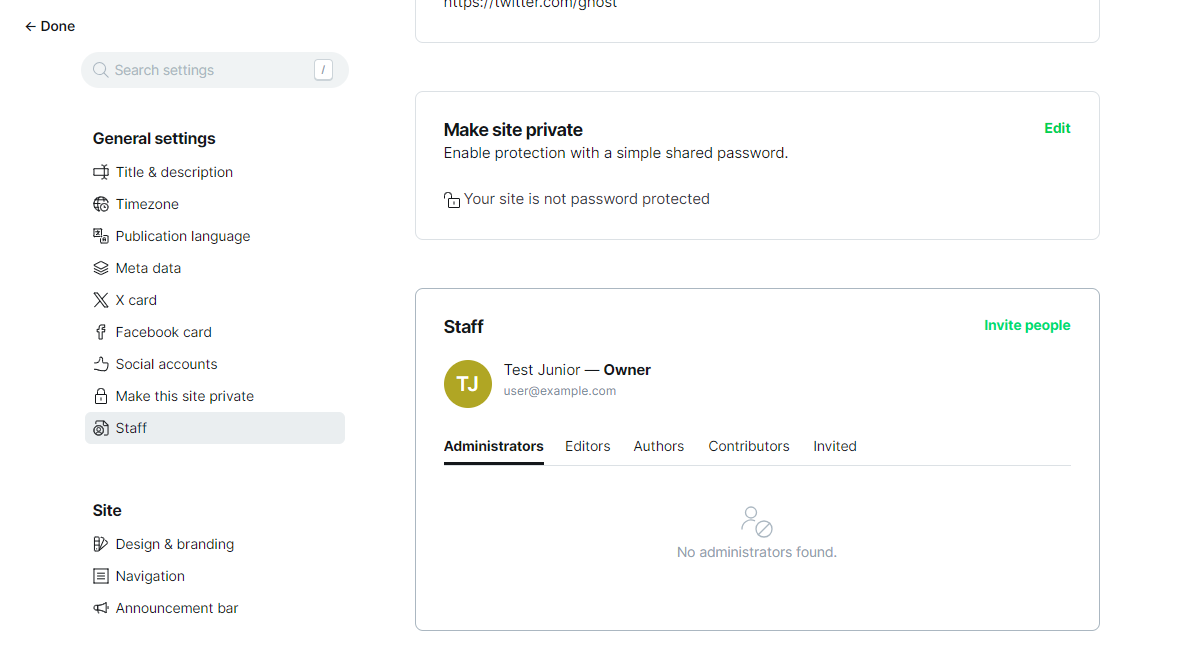 ← Done
Search settings /
General settings
Title & description
Timezone
Publication language
Meta data
X card
Facebook card
Social accounts
Make this site private
Staff
Site
Design & branding
Navigation
Announcement bar
https://twitter.com/ghost
Make site private Edit
Enable protection with a simple shared password.
Your site is not password protected
Staff Invite people
TJ
Test Junior — Owner
user@example.com
Administrators Editors Authors Contributors Invited
No administrators found.